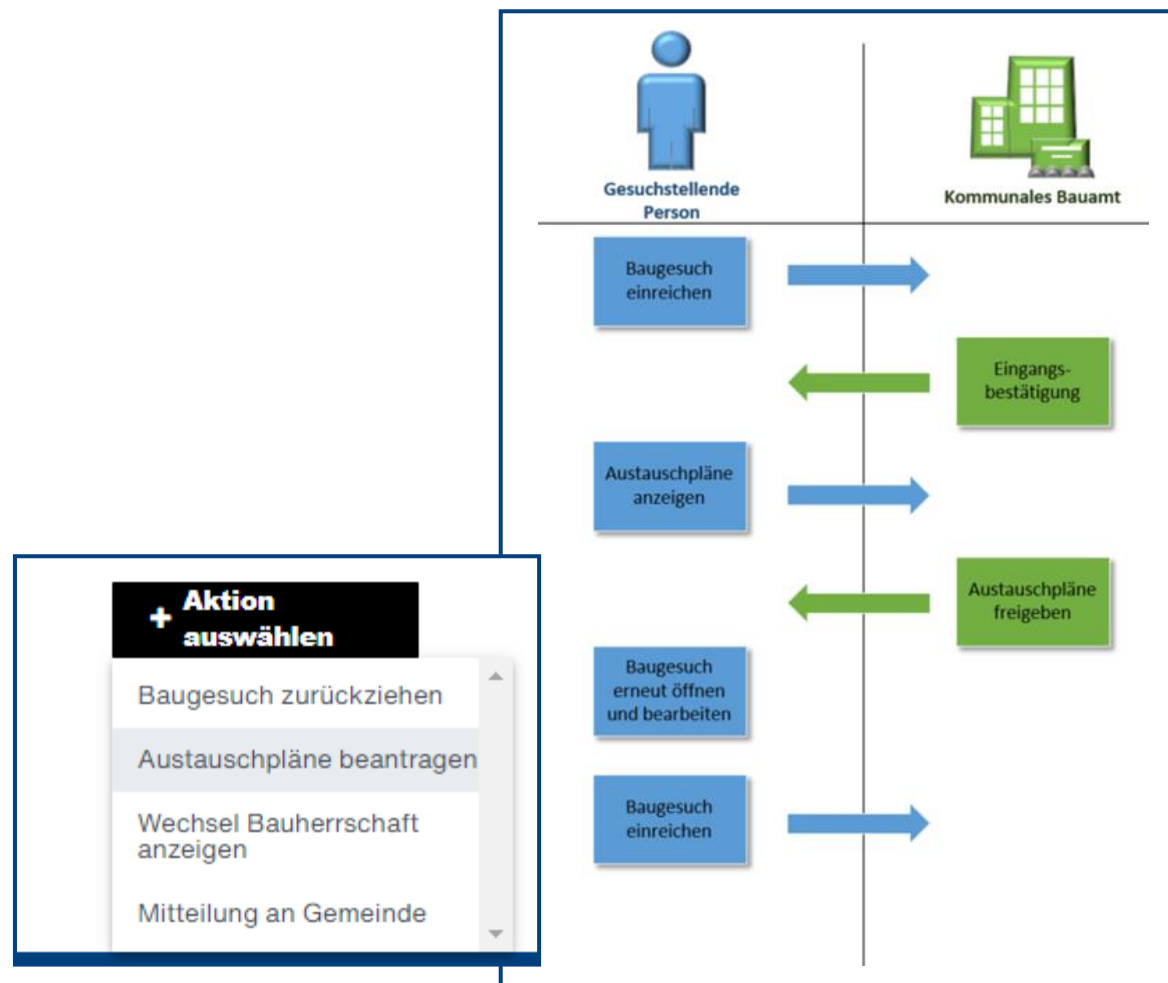 Gesuchstellende
Person
Kommunales Bauamt
Baugesuch
einreichen
Eingangs-
bestätigung
Austauschpläne
anzeigen
Austauschpläne
freigeben
Baugesuch
erneut öffnen
und bearbeiten
Baugesuch
einreichen
+ Aktion
auswählen
Baugesuch zurückziehen
Austauschpläne beantragen
Wechsel Bauherrschaft
anzeigen
Mitteilung an Gemeinde